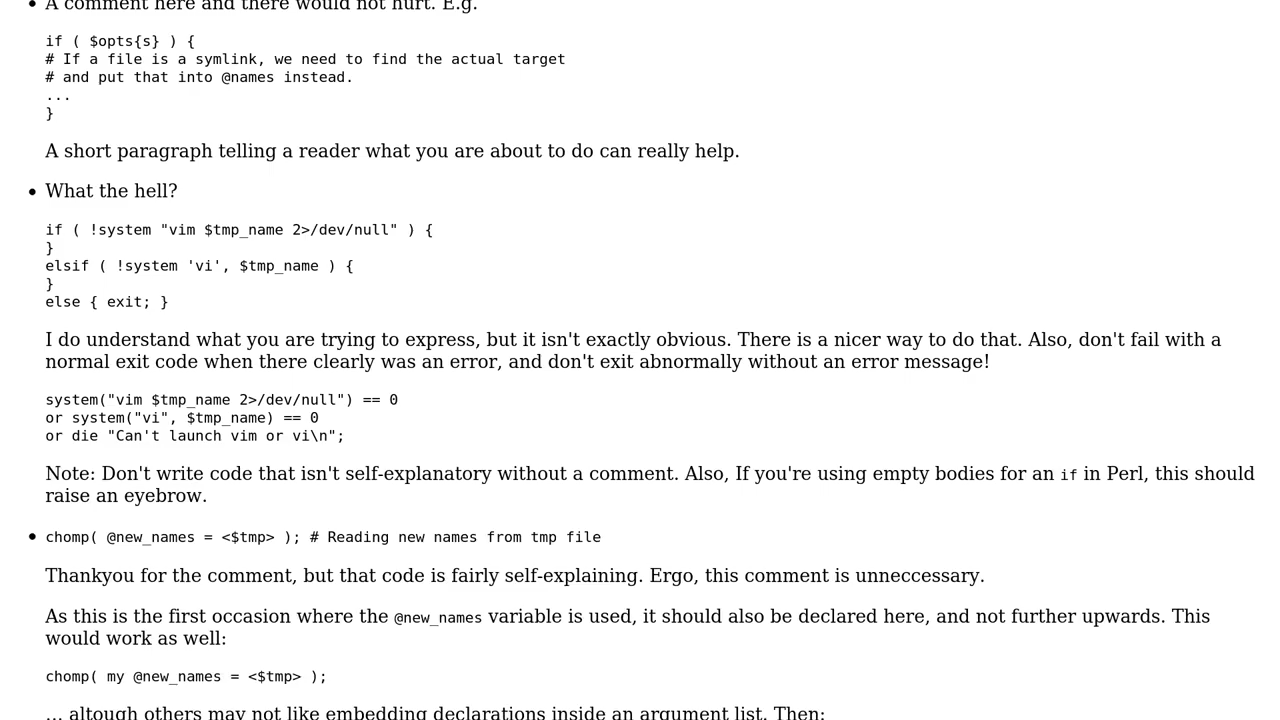 A comment here and there would not hurt. E.g.
if ( $opts{s} ) {
# If a file is a symlink, we need to find the actual target
# and put that into @names instead.
...
}
A short paragraph telling a reader what you are about to do can really help.
What the hell?
if ( !system "vim $tmp_name 2>/dev/null" ) {
}
elsif ( !system 'vi', $tmp_name ) {
}
else { exit; }
I do understand what you are trying to express, but it isn't exactly obvious. There is a nicer way to do that. Also, don't fail with a
normal exit code when there clearly was an error, and don't exit abnormally without an error message!
system("vim $tmp_name 2>/dev/null") == 0
or system("vi", $tmp_name) == 0
or die "Can't launch vim or vi\n";
Note: Don't write code that isn't self-explanatory without a comment. Also, If you're using empty bodies for an if in Perl, this should
raise an eyebrow.
chomp( @new_names = <$tmp> ); # Reading new names from tmp file
Thankyou for the comment, but that code is fairly self-explaining. Ergo, this comment is unneccessary.
As this is the first occasion where the @new_names variable is used, it should also be declared here, and not further upwards. This
would work as well:
chomp( my @new_names = <$tmp> );
... altough others may not like embedding declarations inside an argument list. Then: